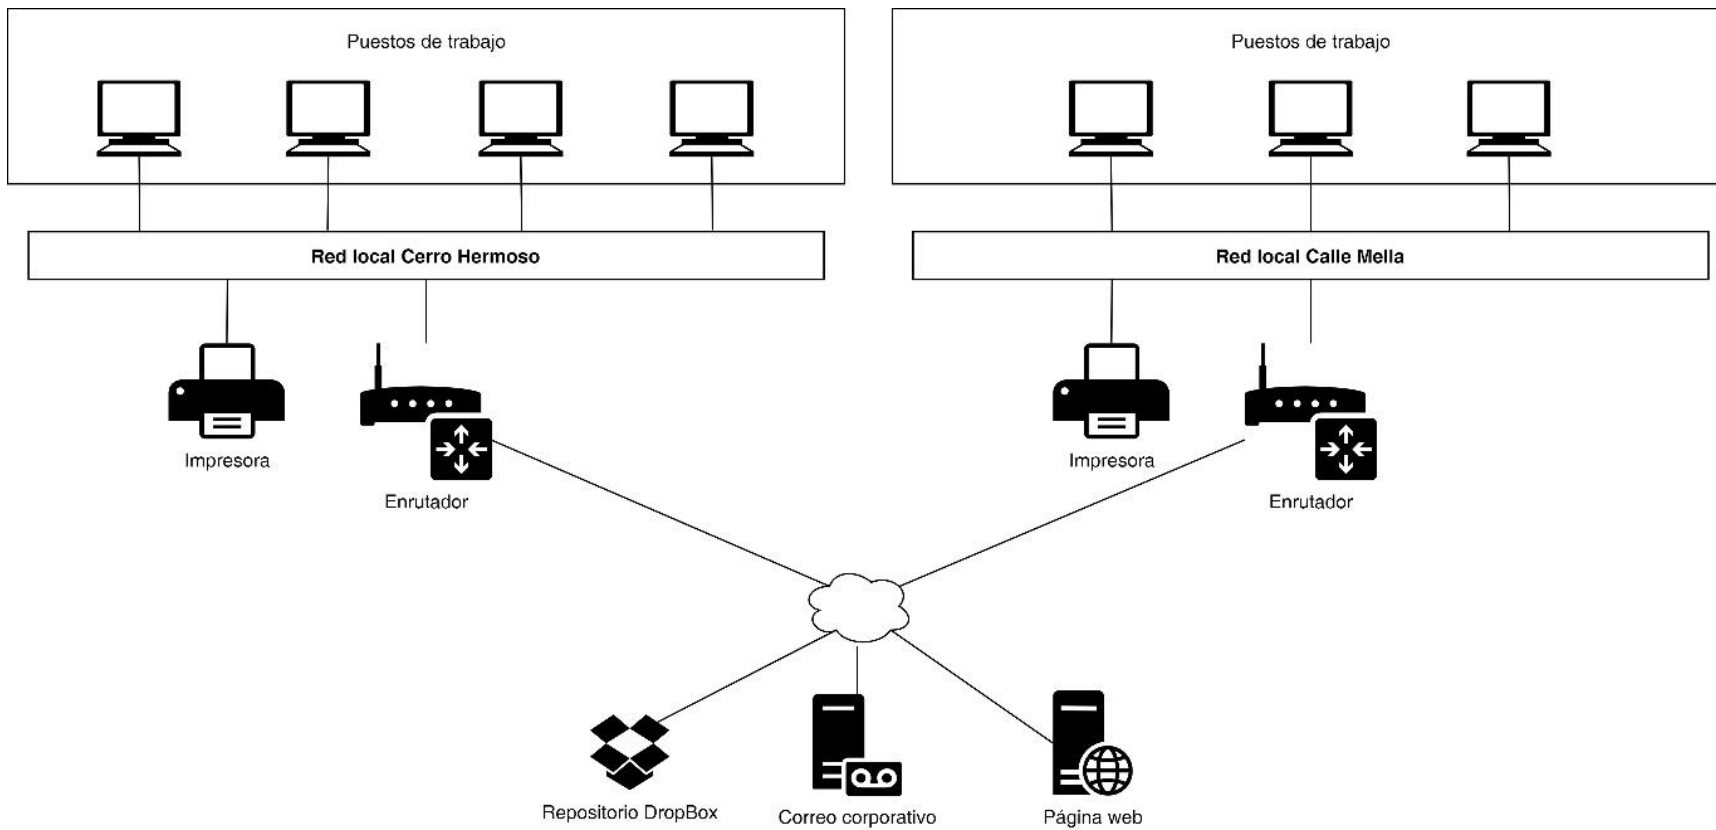 Puestos de trabajo
Puestos de trabajo
Red local Cerro Hermoso
Red local Calle Mella
Impresora
Enrutador
Impresora
Enrutador
Repositorio DropBox
Correo corporativo
Página web